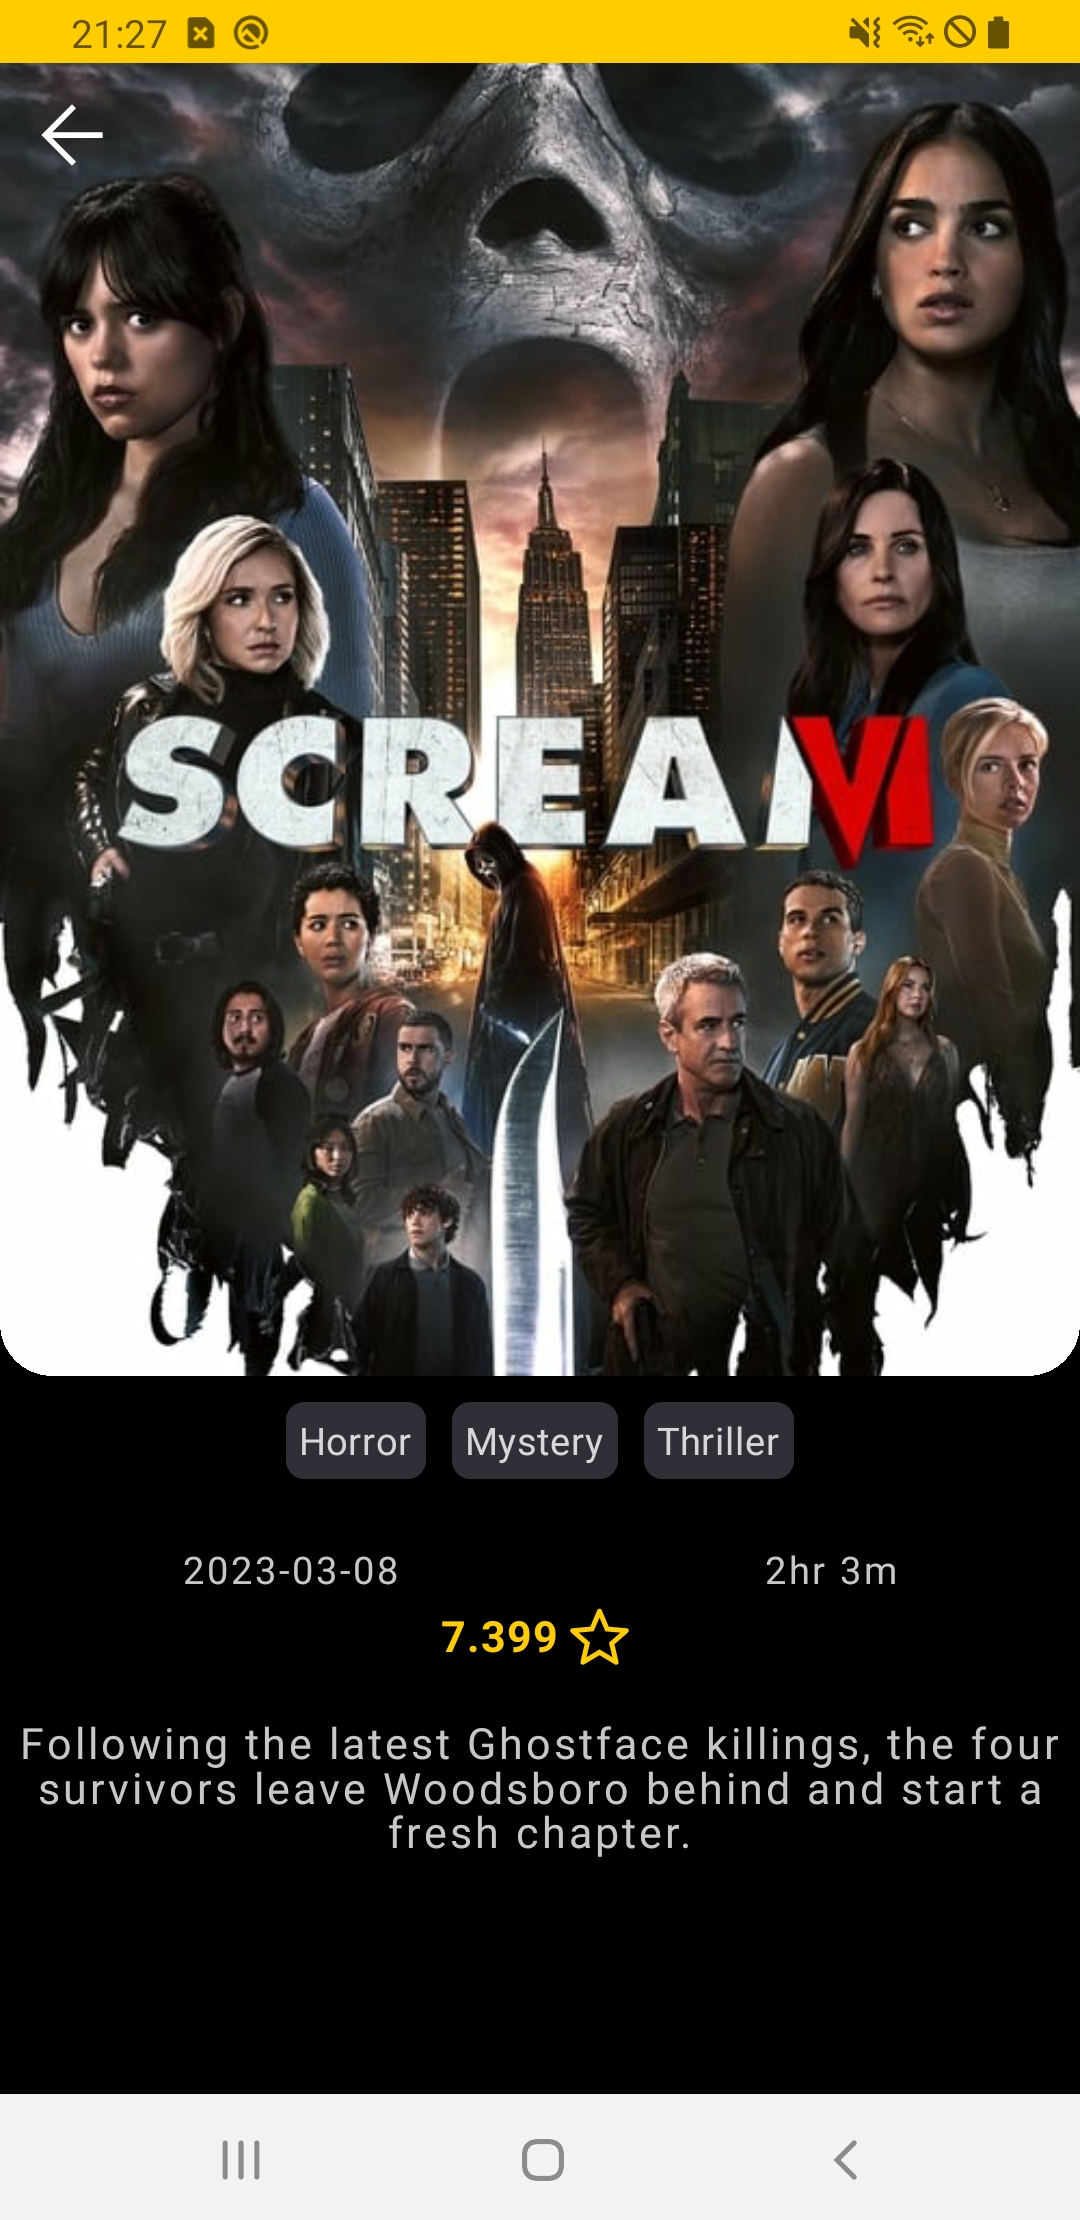 21:27
SCREAM VI
Horror Mystery Thriller
2023-03-08 2hr 3m
7.399
Following the latest Ghostface killings, the four
survivors leave Woodsboro behind and start a
fresh chapter.